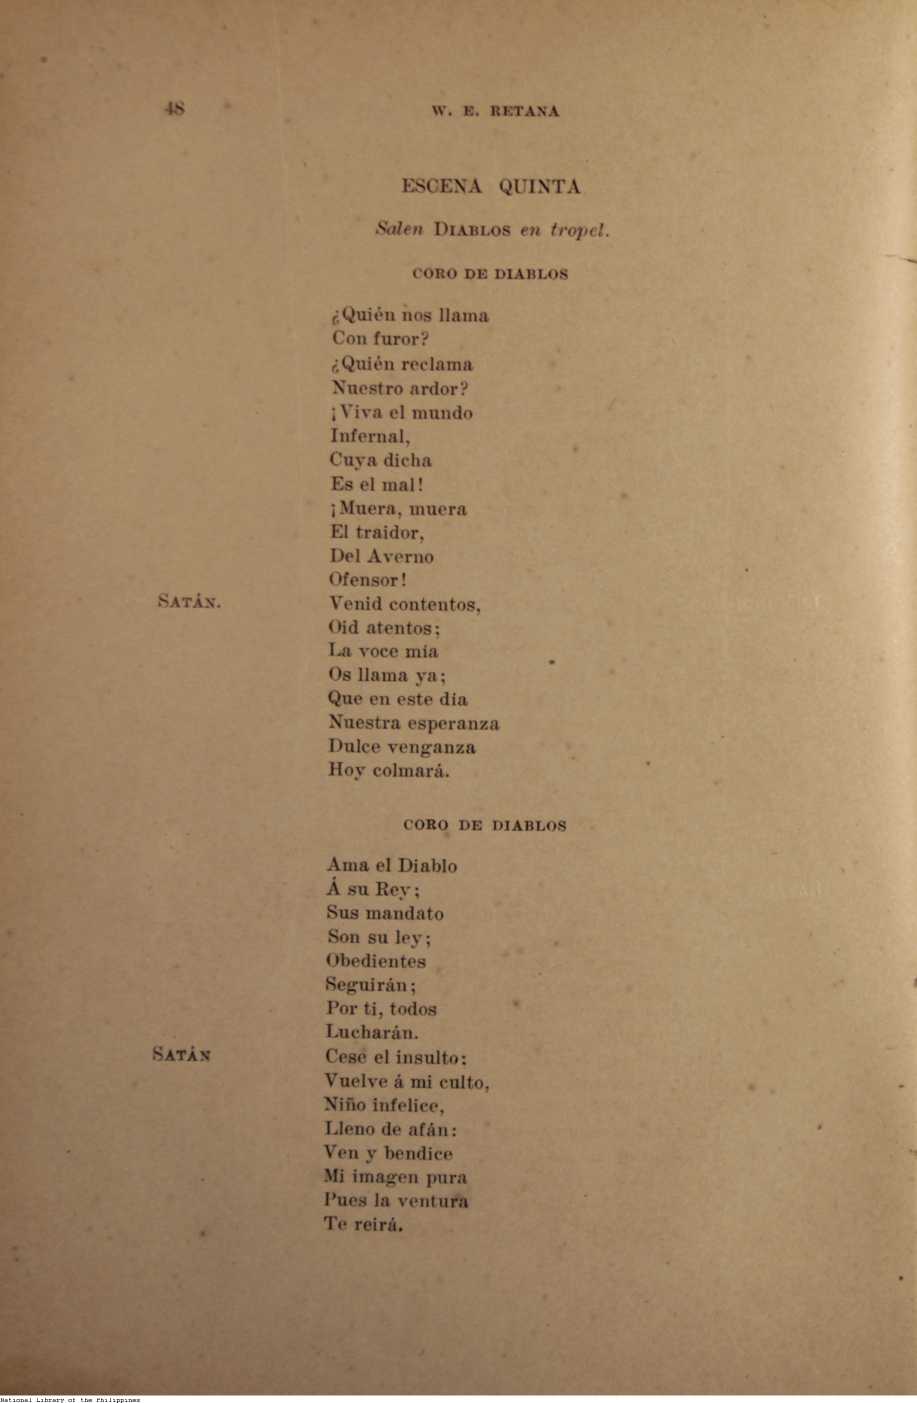 48
W. E. RETANA
ESCENA QUINTA
Salen DIABLOS en tropel.
CORO DE DIABLOS
¿Quién nos llama
Con furor?
¿Quién reclama
Nuestro ardor?
¡Viva el mundo
Infernal,
Cuya dicha
Es el mal!
¡Muera, muera
El traidor,
Del Averno
Ofensor!
SATÁN. Venid contentos,
Oid atentos;
La voce mía
Os llama ya;
Que en este día
Nuestra esperanza
Dulce venganza
Hoy colmará.
CORO DE DIABLOS
Ama el Diablo
Á su Rey;
Sus mandato
Son su ley;
Obedientes
Seguirán;
Por ti, todos
Lucharán.
SATÁN Cese el insulto;
Vuelve á mi culto,
Niño infelice,
Lleno de afán:
Ven y bendice
Mi imagen pura
Pues la ventura
Te reirá.
National Library of the Philippines